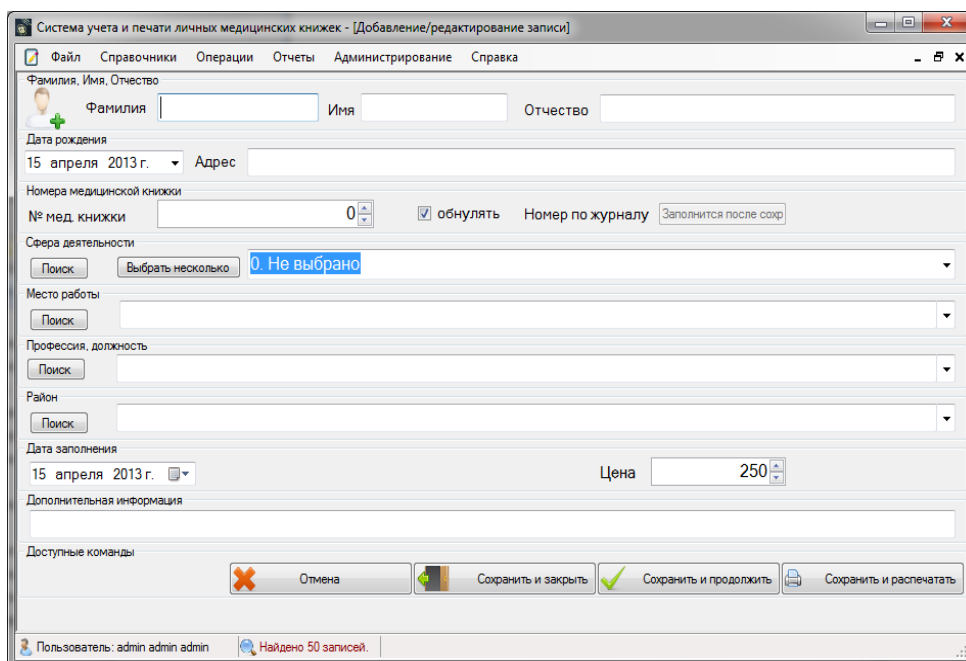 Система учета и печати личных медицинских книжек - [Добавление/редактирование записи]
Файл Справочники Операции Отчеты Администрирование Справка
Фамилия, Имя, Отчество
Фамилия Имя Отчество
Дата рождения
15 апреля 2013 г. Адрес
Номера медицинской книжки
№ мед. книжки 0 обнулять Номер по журналу Заполнится после сохр
Сфера деятельности
Поиск Выбрать несколько 0. Не выбрано
Место работы
Поиск
Профессия, должность
Поиск
Район
Поиск
Дата заполнения
15 апреля 2013 г. Цена 250
Дополнительная информация
Доступные команды
Отмена Сохранить и закрыть Сохранить и продолжить Сохранить и распечатать
Пользователь: admin admin admin Найдено 50 записей.